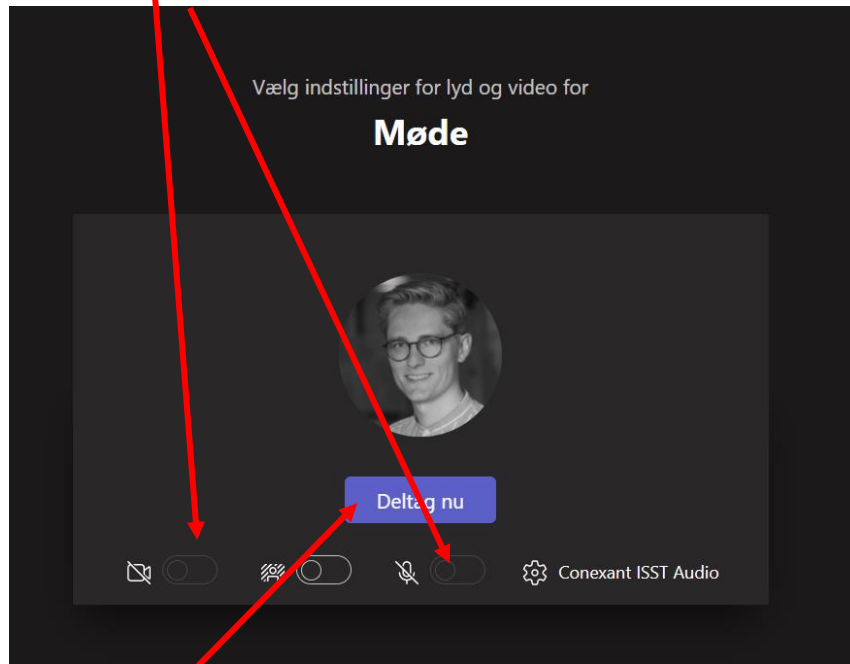 Vælg indstillinger for lyd og video for
Møde
Deltag nu
Conexant ISST Audio